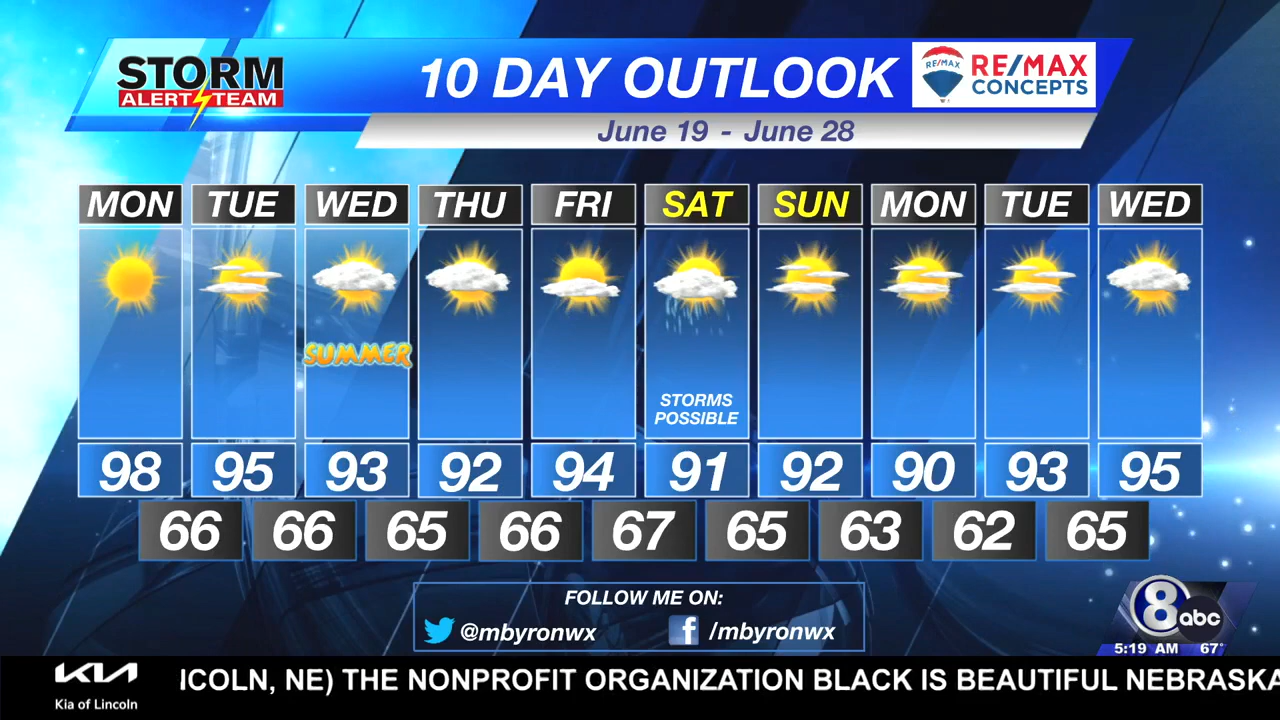 STORM
ALERT TEAM
10 DAY OUTLOOK
RE/MAX
RE/MAX
CONCEPTS
June 19 - June 28
MON TUE WED THU FRI SAT SUN MON TUE WED
SUMMER
STORMS
POSSIBLE
98 95 93 92 94 91 92 90 93 95
66 66 65 66 67 65 63 62 65
FOLLOW ME ON:
@mbyronwx /mbyronwx
8 abc
5:19 AM 67°
KIA
Kia of Lincoln
ICOLN, NE) THE NONPROFIT ORGANIZATION BLACK IS BEAUTIFUL NEBRASKA